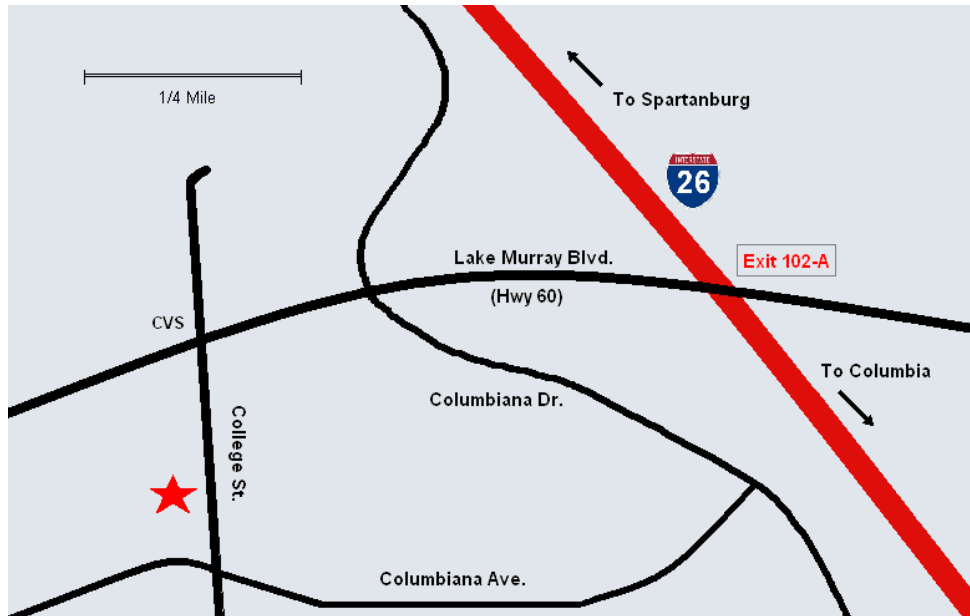 1/4 Mile
To Spartanburg
INTERSTATE
26
Lake Murray Blvd.
Exit 102-A
(Hwy 60)
CVS
To Columbia
Columbiana Dr.
College St.
Columbiana Ave.